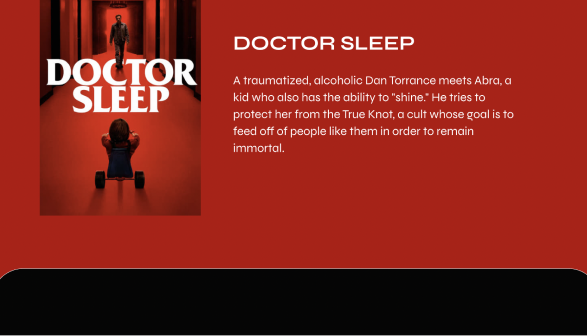 DOCTOR
SLEEP
DOCTOR SLEEP
A traumatized, alcoholic Dan Torrance meets Abra, a
kid who also has the ability to "shine." He tries to
protect her from the True Knot, a cult whose goal is to
feed off of people like them in order to remain
immortal.